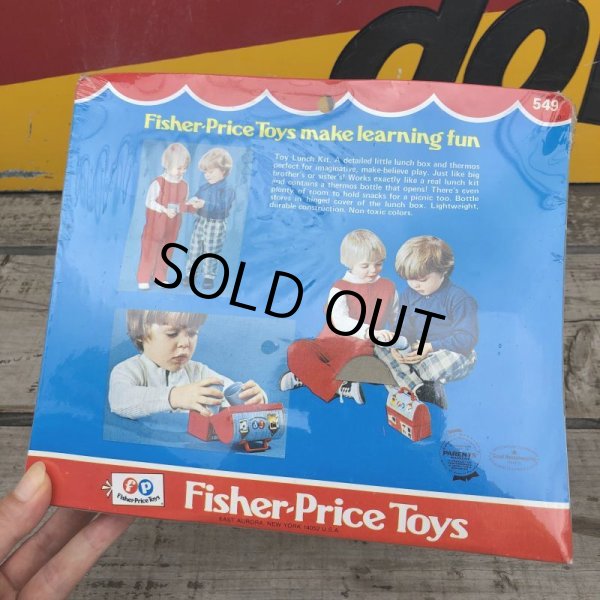 do
549
Fisher-Price Toys make learning fun
Toy Lunch Kit. A detailed little lunch box and thermos
perfect for imaginative, make-believe play. Just like big
brother's or sister's! Works exactly like a real lunch kit
and contains a thermos bottle that opens! There's even
plenty of room to hold snacks for a picnic too. Bottle
stores in hinged cover of the lunch box. Lightweight,
durable construction. Non toxic colors.
SOLD OUT
PARENTS
fp
Fisher-Price Toys
Fisher-Price Toys
EAST AURORA, NEW YORK 14052 U.S.A.